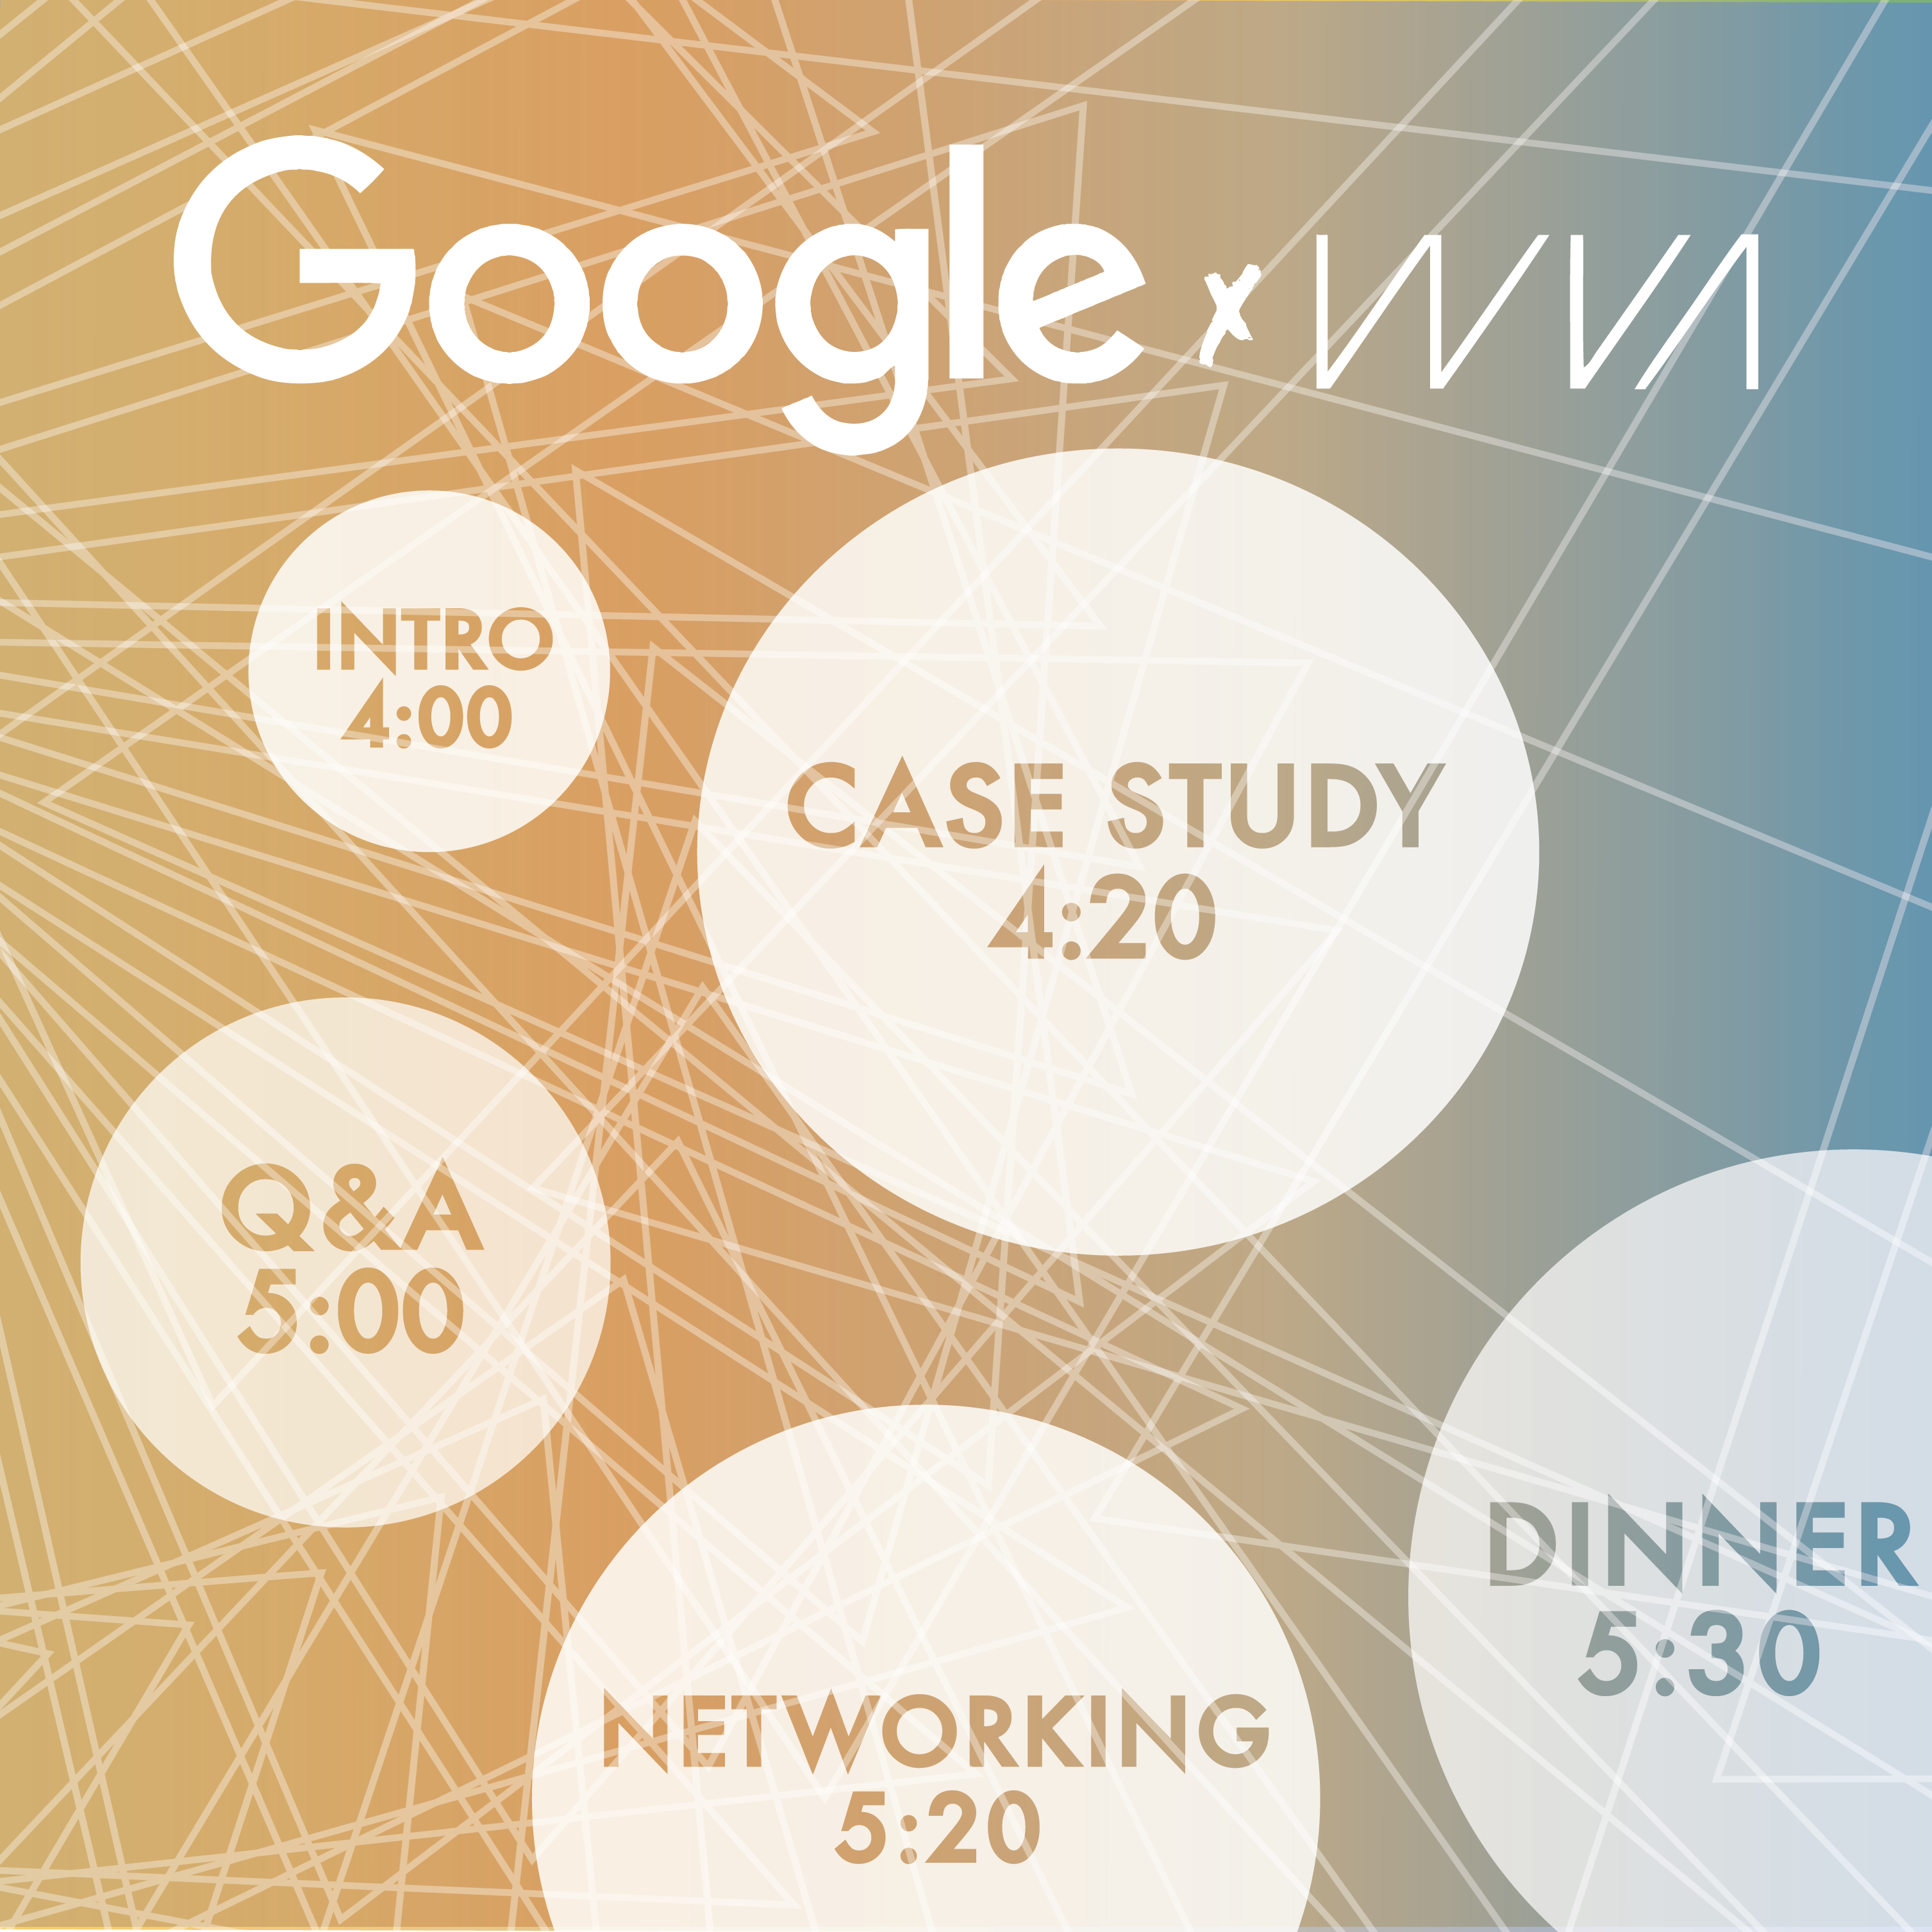 Google x WVA
INTRO
4:00
CASE STUDY
4:20
Q&A
5:00
NETWORKING
5:20
DINNER
5:30